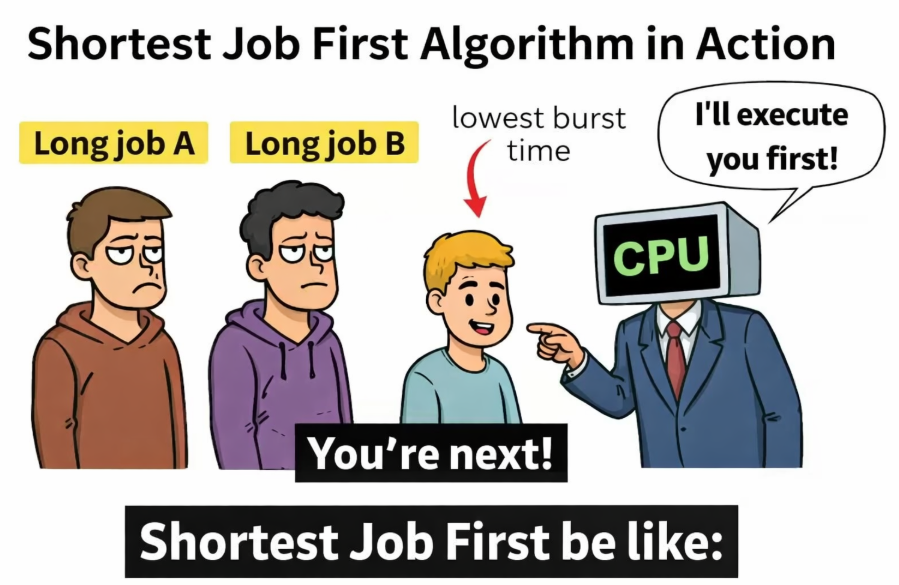 Shortest Job First Algorithm in Action
Long job A
Long job B
lowest burst
time
I'll execute
you first!
CPU
You're next!
Shortest Job First be like: